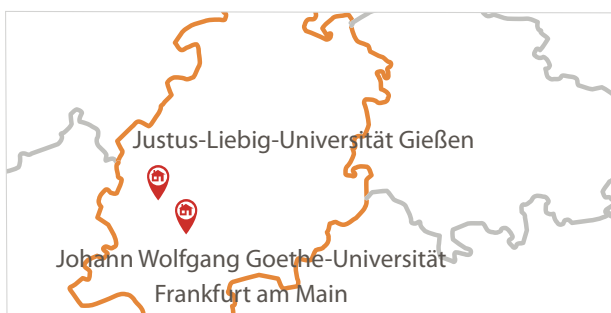 Justus-Liebig-Universität Gießen
Johann Wolfgang Goethe-Universität
Frankfurt am Main